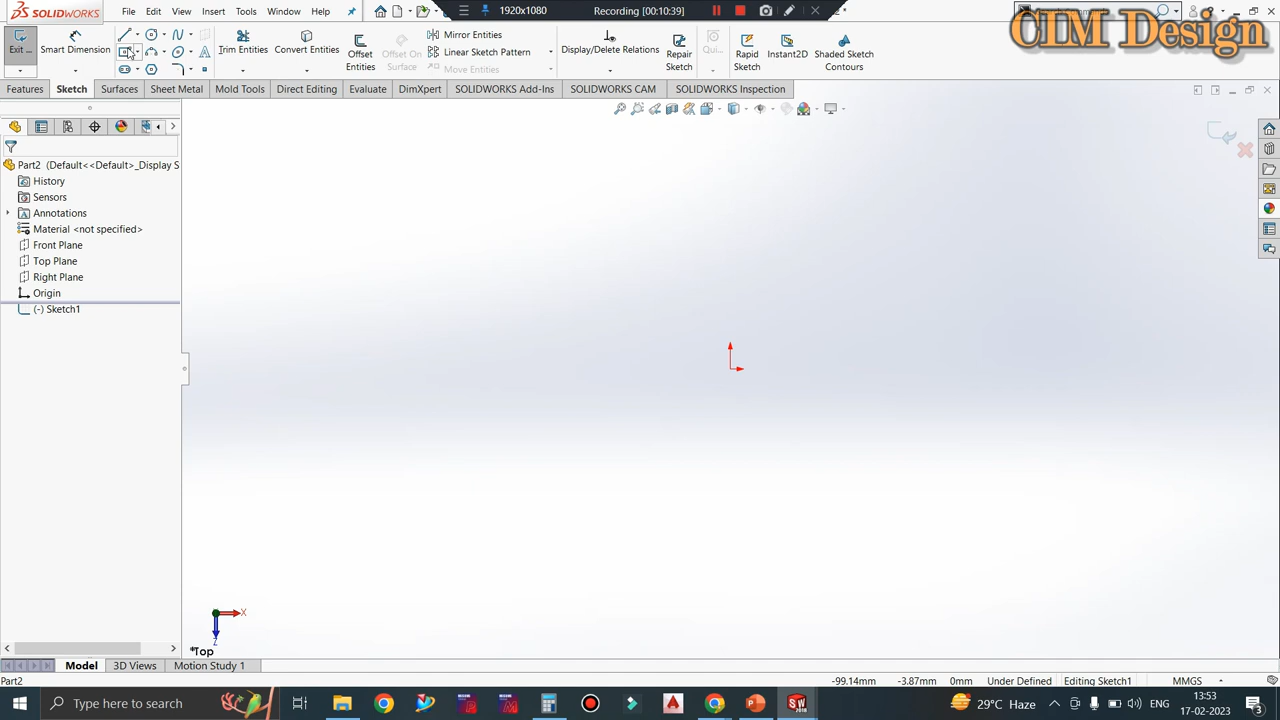 SOLIDWORKS File Edit View Insert Tools Window Help 1920x1080 Recording [00:10:39]
CIM Design
Exit ... Smart Dimension Trim Entities Convert Entities Offset Entities Offset On Surface Mirror Entities Display/Delete Relations Qui... Repair Sketch Rapid Sketch Instant2D Shaded Sketch Contours
Linear Sketch Pattern
Move Entities
Features Sketch Surfaces Sheet Metal Mold Tools Direct Editing Evaluate DimXpert SOLIDWORKS Add-Ins SOLIDWORKS CAM SOLIDWORKS Inspection
Part2 (Default<<Default>_Display S
History
Sensors
Annotations
Material <not specified>
Front Plane
Top Plane
Right Plane
Origin
(-) Sketch1
X
Z
*Top
Model 3D Views Motion Study 1
Part2 -99.14mm -3.87mm 0mm Under Defined Editing Sketch1 MMGS
Type here to search 29°C Haze ENG 13:53
17-02-2023
3